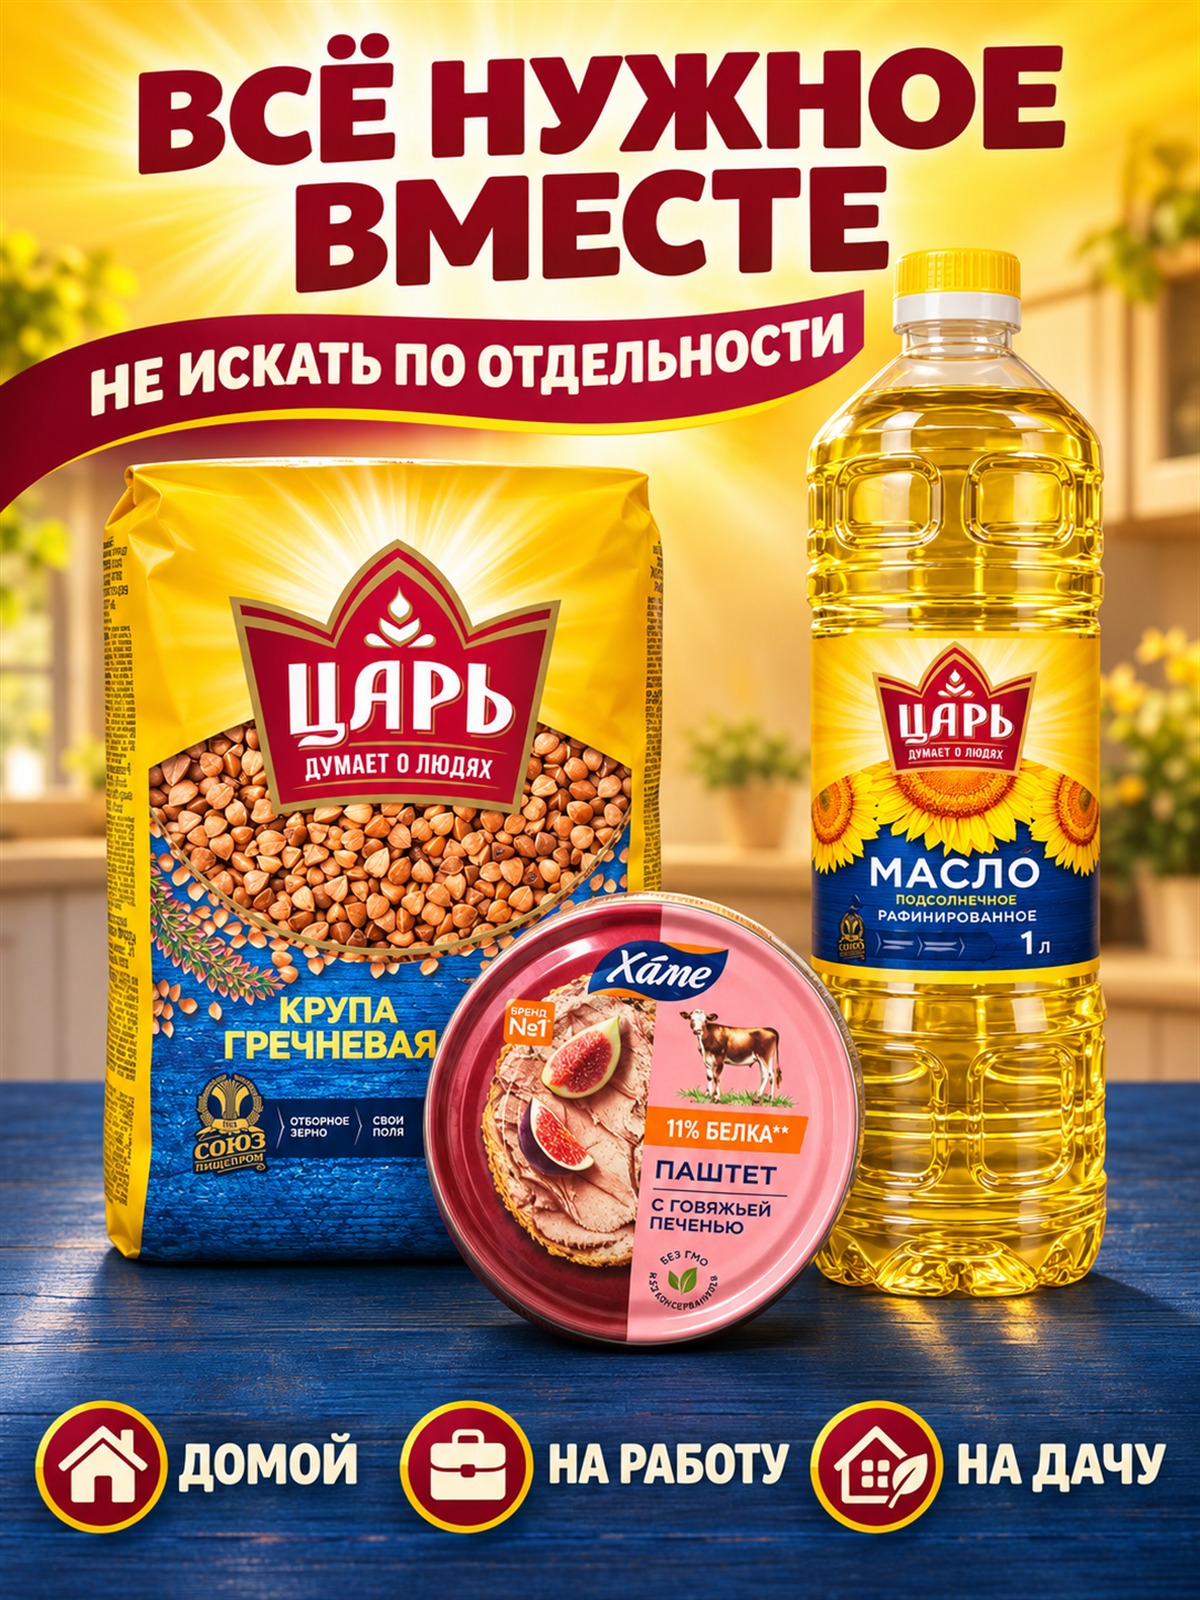 ВСЁ НУЖНОЕ
ВМЕСТЕ
НЕ ИСКАТЬ ПО ОТДЕЛЬНОСТИ
ЦАРЬ
ДУМАЕТ О ЛЮДЯХ
КРУПА
ГРЕЧНЕВАЯ
СОЮЗ
ПИЩЕПРОМ
ОТБОРНОЕ
ЗЕРНО
СВОИ
ПОЛЯ
Хáме
БРЕНД
№1*
11% БЕЛКА**
ПАШТЕТ
С ГОВЯЖЬЕЙ
ПЕЧЕНЬЮ
БЕЗ ГМО
ЦАРЬ
ДУМАЕТ О ЛЮДЯХ
МАСЛО
ПОДСОЛНЕЧНОЕ
РАФИНИРОВАННОЕ
СОЮЗ
1 л
ДОМОЙ
НА РАБОТУ
НА ДАЧУ